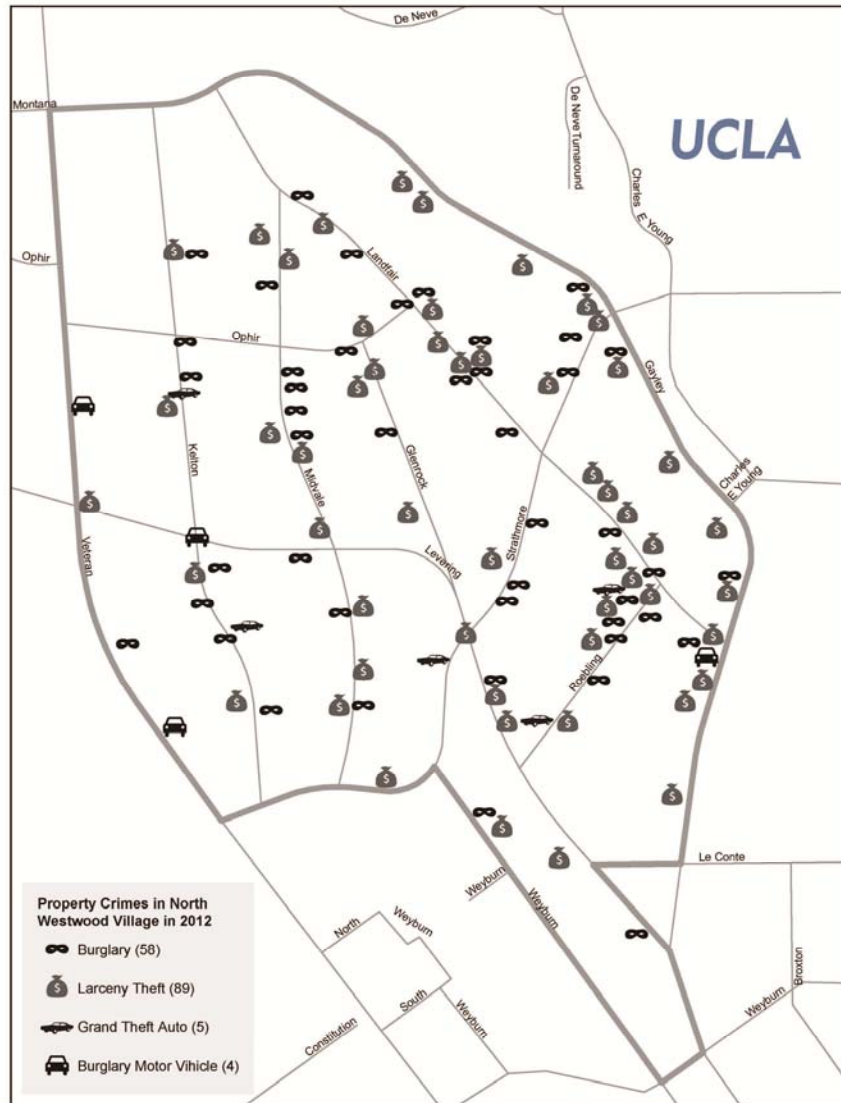 De Neve
Montana
De Neve Turnaround
UCLA
Charles
E Young
Ophir
Landfair
Ophir
Gayley
Kelton
Midvale
Glenrock
Charles
E Young
Strathmore
Veteran
Levering
Roebling
Le Conte
Weyburn
Weyburn
Property Crimes in North
Westwood Village in 2012
Burglary (58)
Larceny Theft (89)
Grand Theft Auto (5)
Burglary Motor Vihicle (4)
North
Weyburn
South
Weyburn
Constitution
Weyburn
Broxton